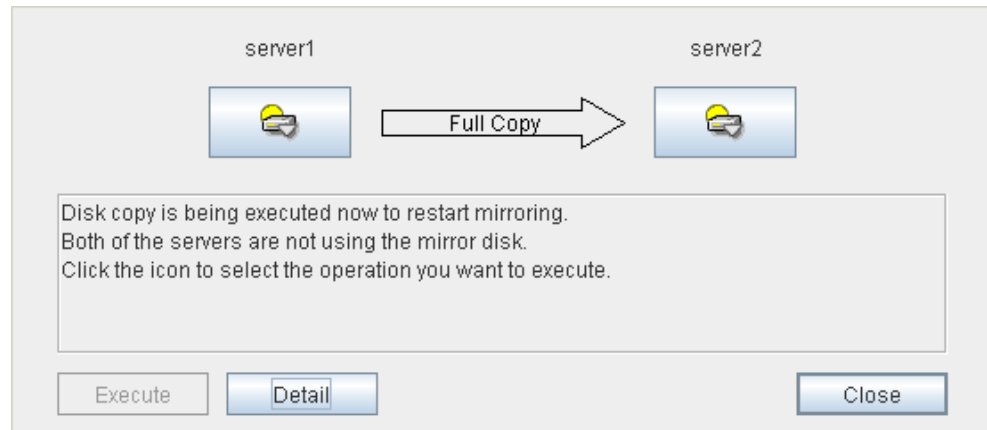 server1 server2
Full Copy
Disk copy is being executed now to restart mirroring.
Both of the servers are not using the mirror disk.
Click the icon to select the operation you want to execute.
Execute Detail Close